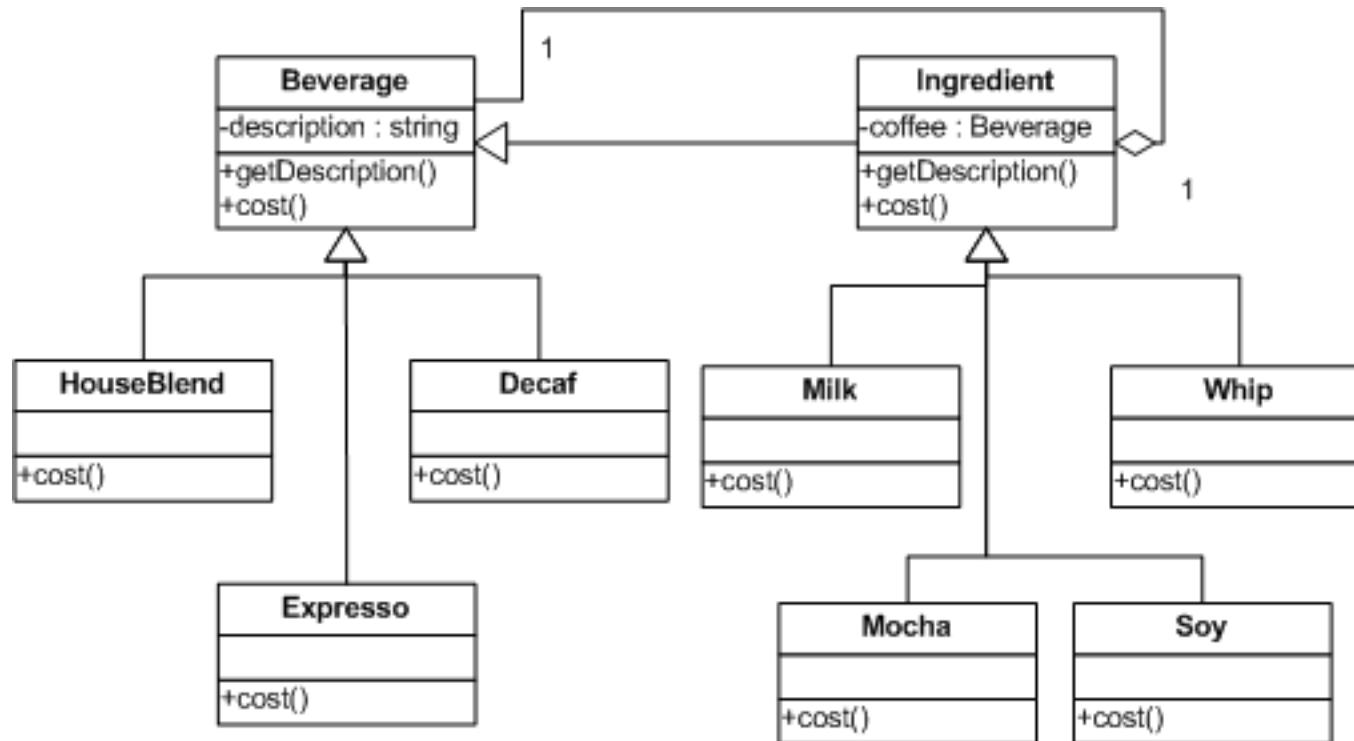 1
Beverage
-description : string
+getDescription()
+cost()
Ingredient
-coffee : Beverage
+getDescription()
+cost()
1
HouseBlend
+cost()
Decaf
+cost()
Milk
+cost()
Whip
+cost()
Expresso
+cost()
Mocha
+cost()
Soy
+cost()